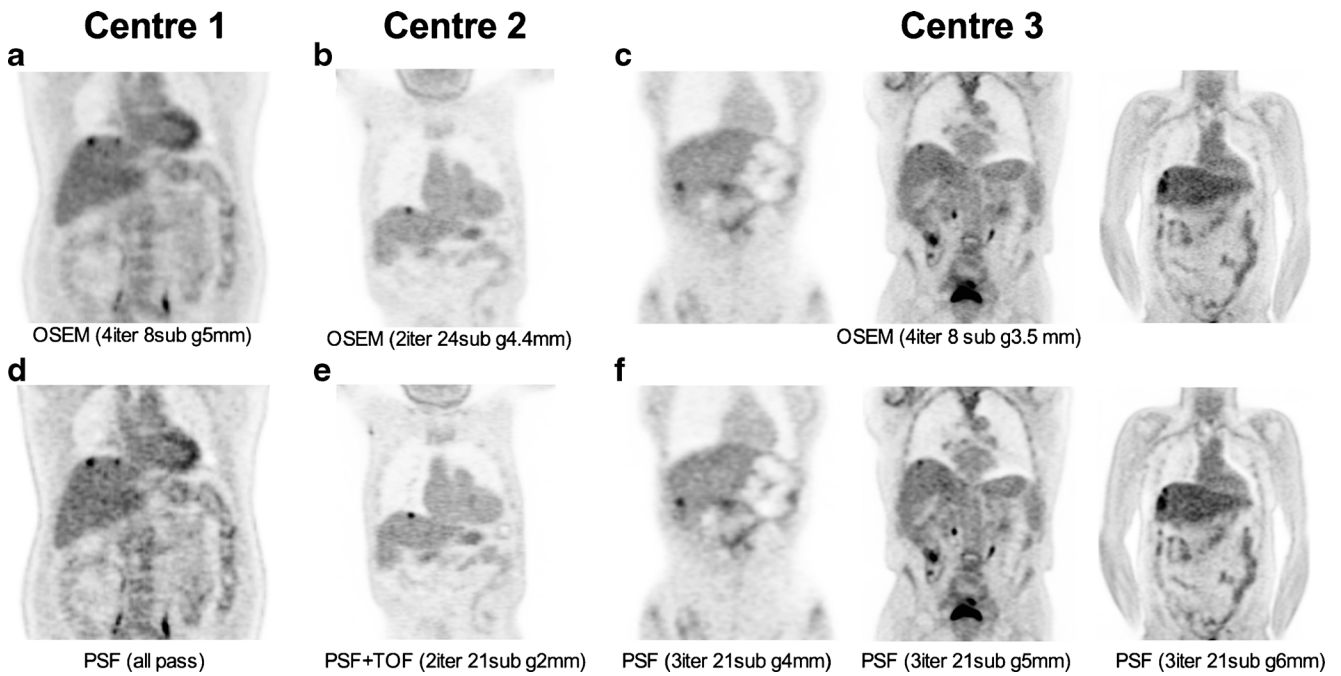 Centre 1
Centre 2
Centre 3
a
b
c
OSEM (4iter 8sub g5mm)
OSEM (2iter 24sub g4.4mm)
OSEM (4iter 8 sub g3.5 mm)
d
e
f
PSF (all pass)
PSF+TOF (2iter 21sub g2mm)
PSF (3iter 21sub g4mm)
PSF (3iter 21sub g5mm)
PSF (3iter 21sub g6mm)